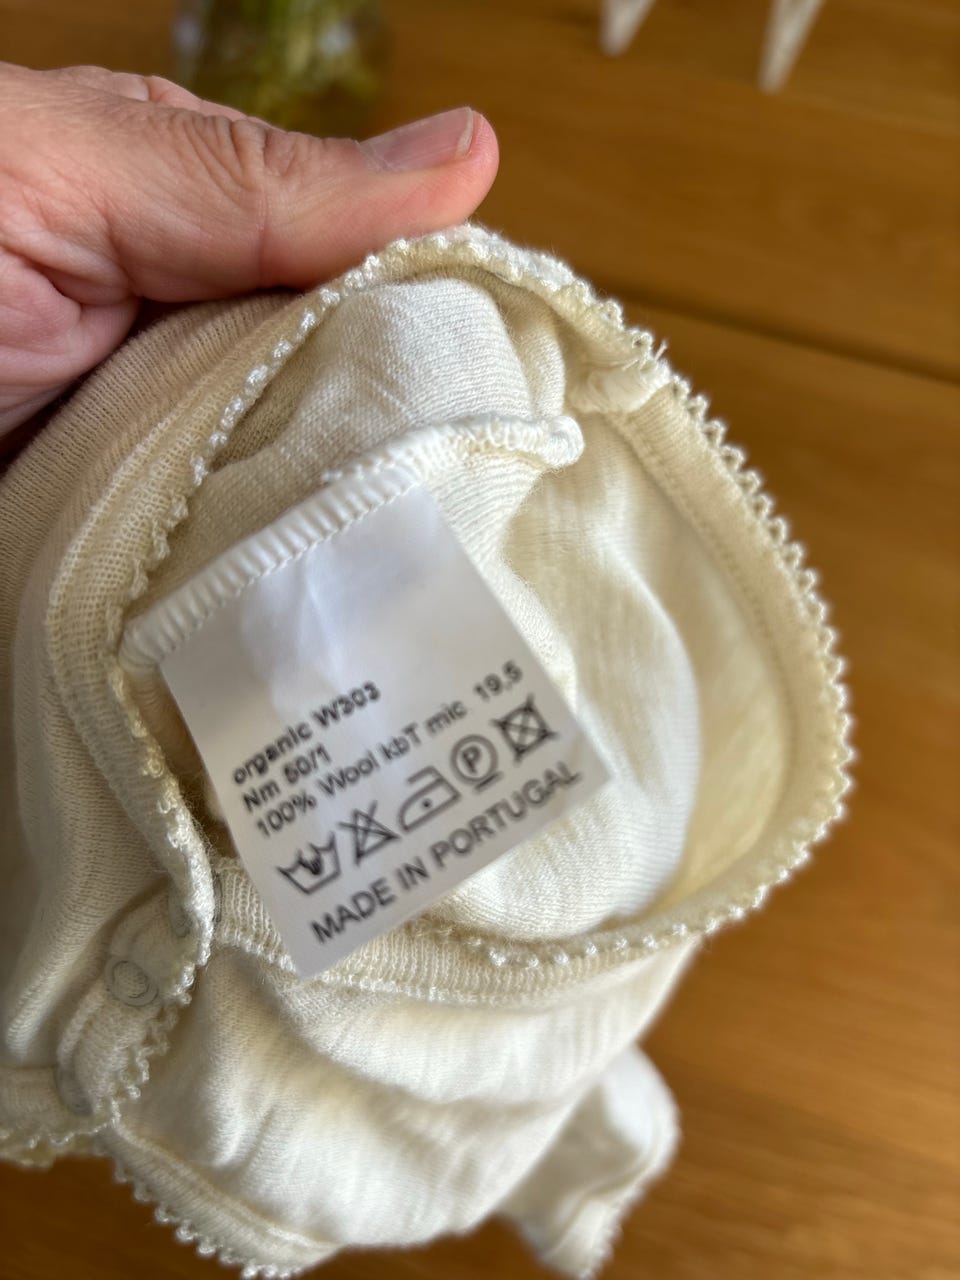 organic W303
Nm 50/1
100% Wool kbT mic 19,5
P
MADE IN PORTUGAL